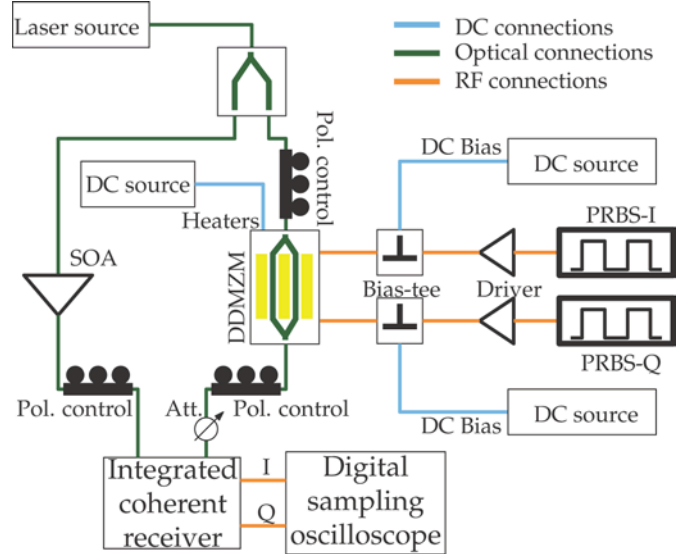 Laser source
DC connections
Optical connections
RF connections
Pol. control
DC Bias
DC source
DC source
Heaters
PRBS-I
SOA
DDMZM
Bias-tee
Driver
PRBS-Q
Pol. control
Att.
Pol. control
DC Bias
DC source
Integrated
coherent
receiver
I
Q
Digital
sampling
oscilloscope